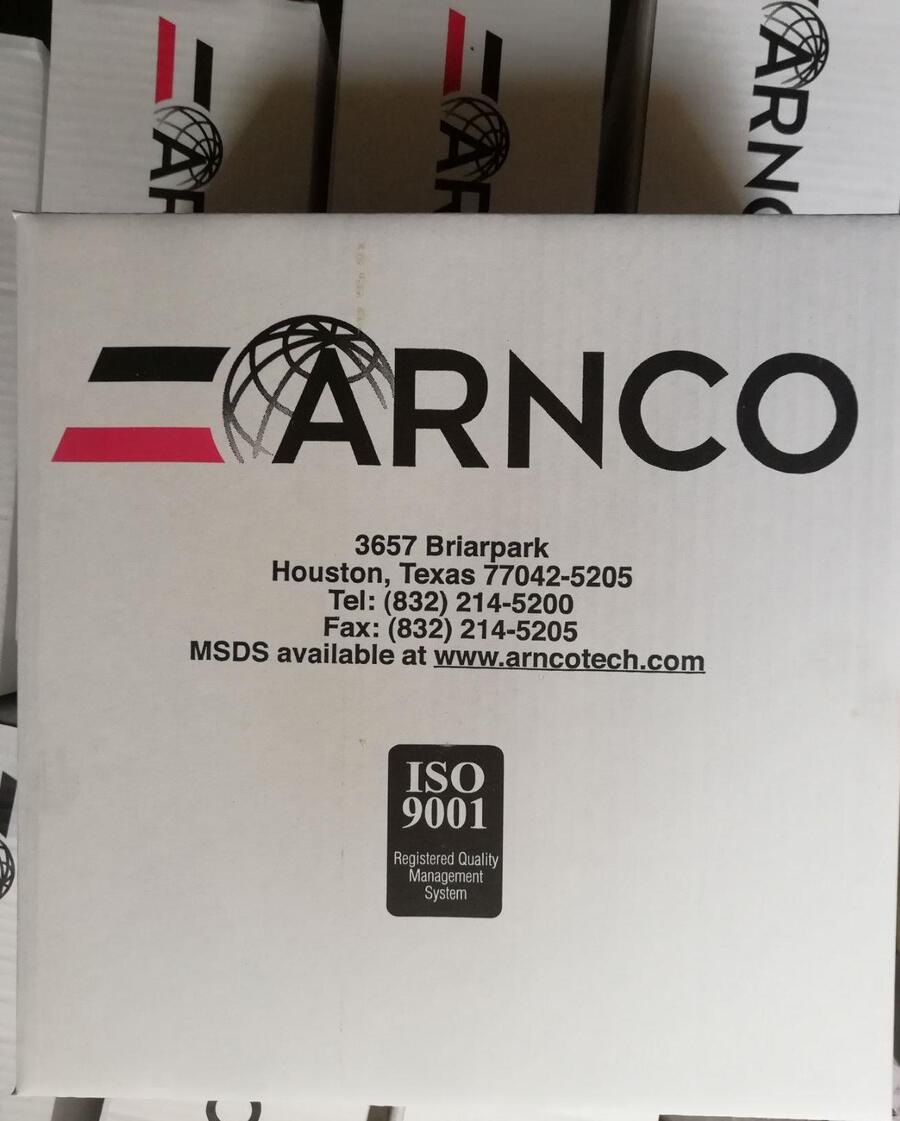 ARNCO
3657 Briarpark
Houston, Texas 77042-5205
Tel: (832) 214-5200
Fax: (832) 214-5205
MSDS available at www.arncotech.com
ISO
9001
Registered Quality
Management
System